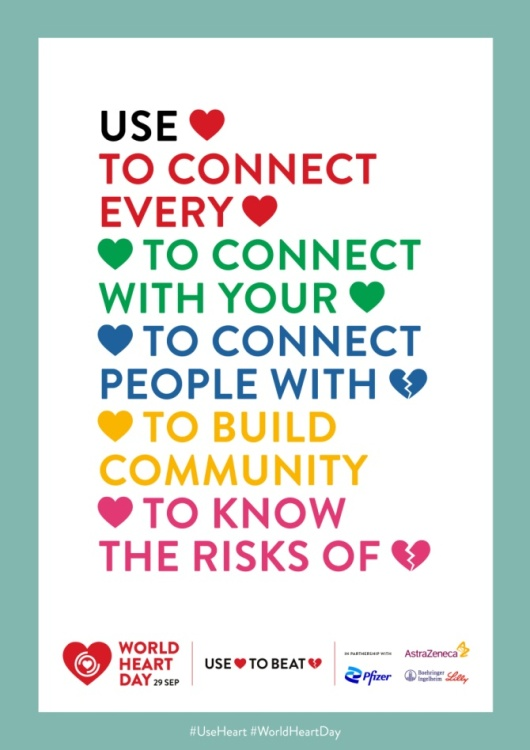 USE ❤
TO CONNECT
EVERY ❤
❤ TO CONNECT
WITH YOUR ❤
❤ TO CONNECT
PEOPLE WITH 💔
❤ TO BUILD
COMMUNITY
❤ TO KNOW
THE RISKS OF 💔
WORLD
HEART
DAY 29 SEP
USE ❤ TO BEAT 💔
IN PARTNERSHIP WITH
AstraZeneca
Pfizer
Boehringer
Ingelheim
Lilly
#UseHeart #WorldHeartDay